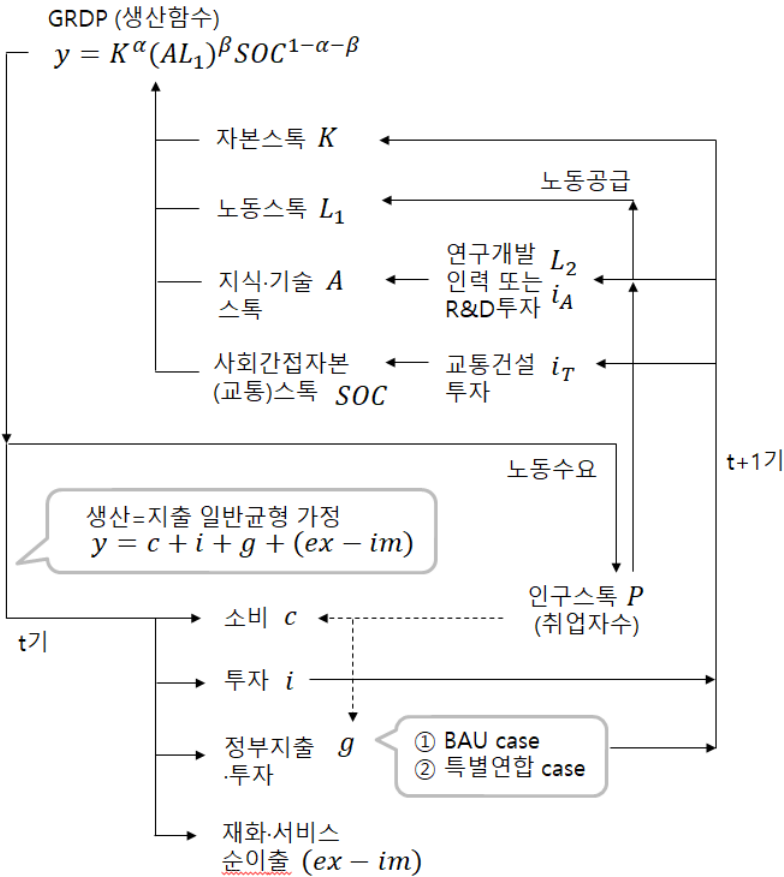 GRDP (생산함수)
y = K^α(AL₁)^βSOC^{1−α−β}
자본스톡 K
노동공급
노동스톡 L₁
연구개발 L₂
인력 또는 i_A
R&D투자
지식·기술 A
스톡
사회간접자본
(교통)스톡 SOC
교통건설 i_T
투자
노동수요
t+1기
생산=지출 일반균형 가정
y = c + i + g + (ex − im)
인구스톡 P
(취업자수)
소비 c
t기
투자 i
정부지출 g
·투자
① BAU case
② 특별연합 case
재화·서비스
순이출 (ex − im)